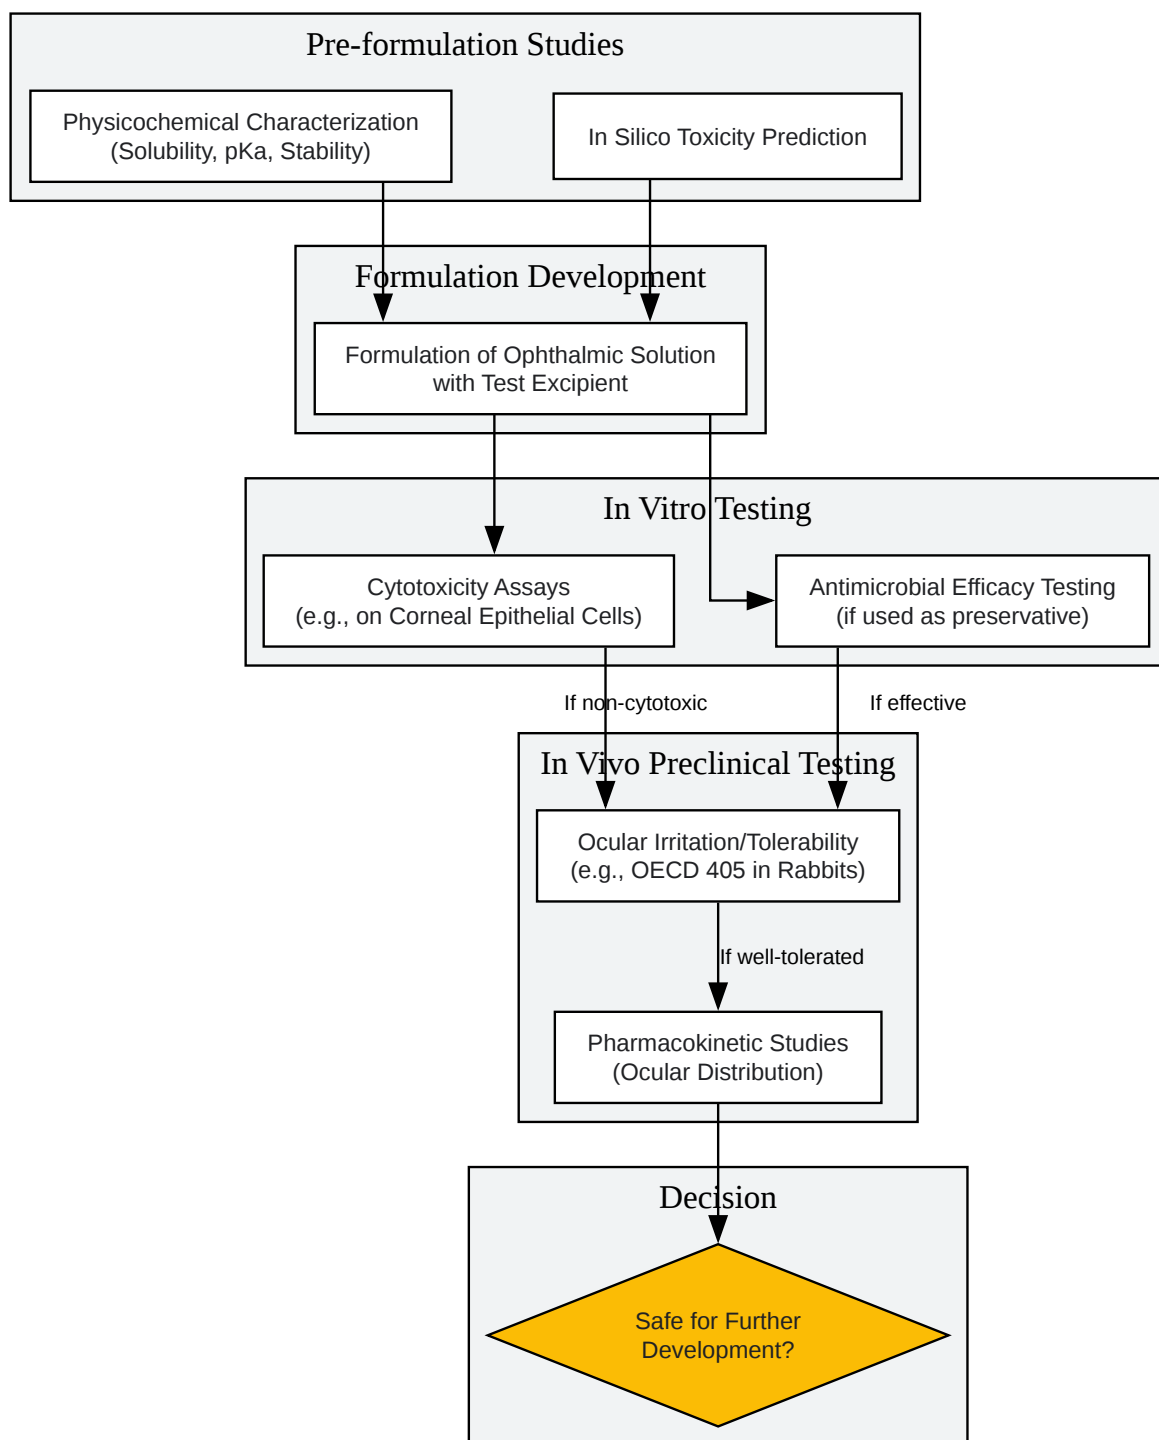 Pre-formulation Studies
Physicochemical Characterization
(Solubility, pKa, Stability)
In Silico Toxicity Prediction
Formulation Development
Formulation of Ophthalmic Solution
with Test Excipient
In Vitro Testing
Cytotoxicity Assays
(e.g., on Corneal Epithelial Cells)
Antimicrobial Efficacy Testing
(if used as preservative)
If non-cytotoxic
If effective
In Vivo Preclinical Testing
Ocular Irritation/Tolerability
(e.g., OECD 405 in Rabbits)
If well-tolerated
Pharmacokinetic Studies
(Ocular Distribution)
Decision
Safe for Further
Development?